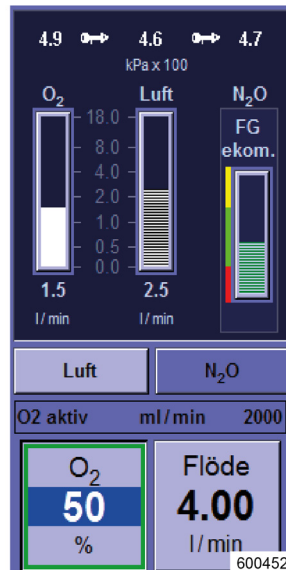 4.9 4.6 4.7
kPa x 100
O₂ Luft N₂O
18.0
8.0
4.0
2.0
1.0
0.5
0.0
FG
ekom.
1.5 2.5
l/min l/min
Luft N₂O
O2 aktiv ml/min 2000
O₂
50
%
Flöde
4.00
l/min
600452